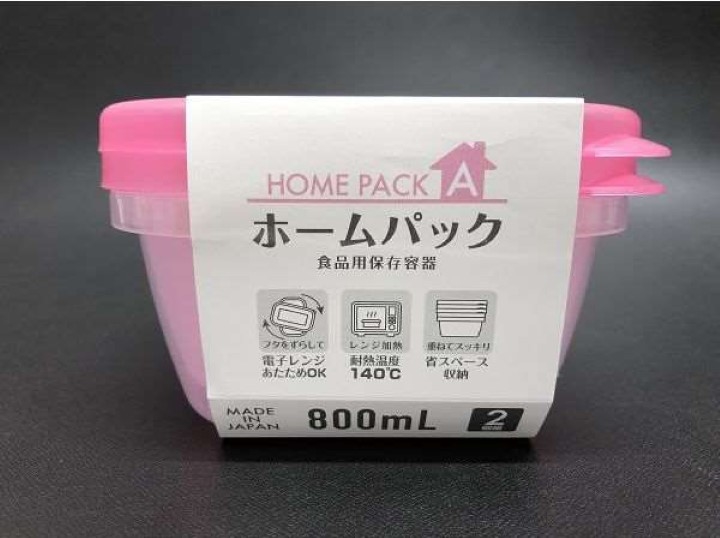 HOME PACK A
ホームパック
食品用保存容器
フタをずらして
電子レンジ
あたためOK
レンジ加熱
耐熱温度
140℃
重ねてスッキリ
省スペース
収納
MADE
IN
JAPAN
800mL
2